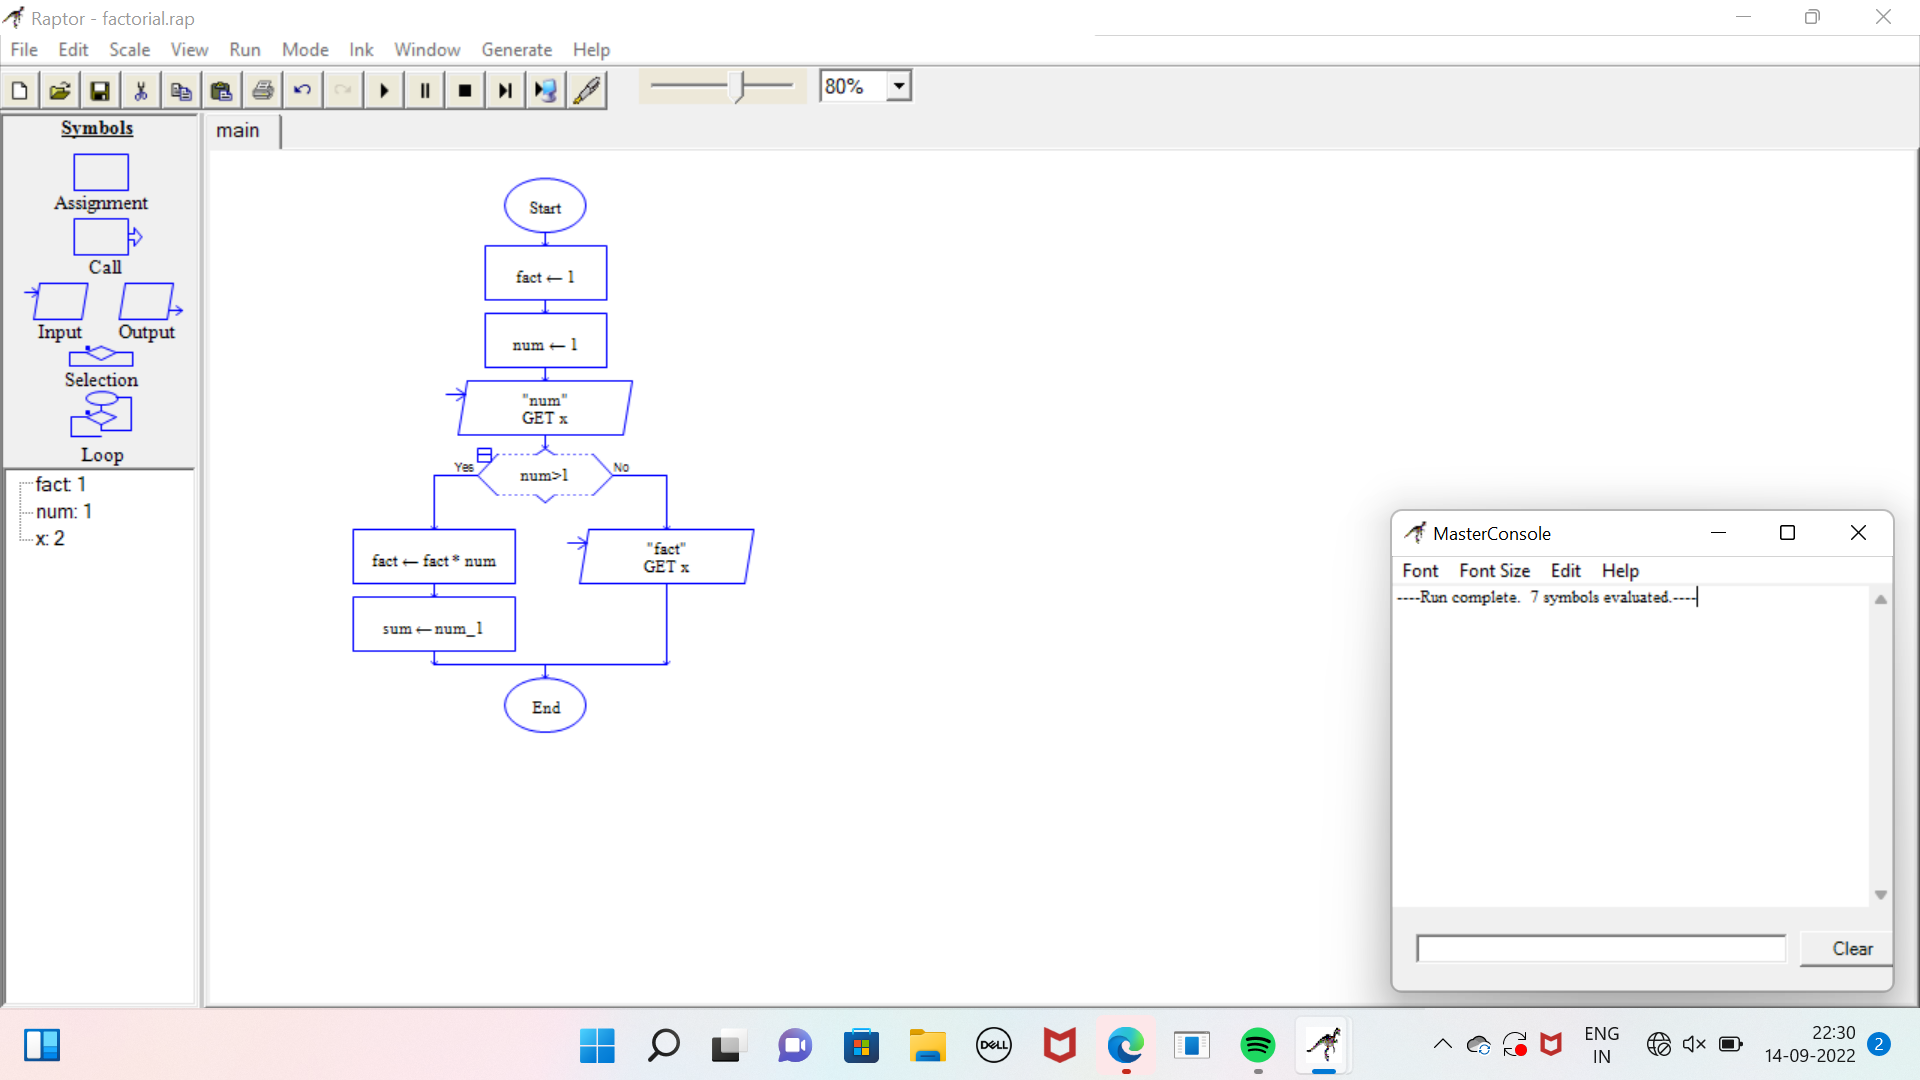 Raptor - factorial.rap
File Edit Scale View Run Mode Ink Window Generate Help
80%
Symbols
Assignment
Call
Input Output
Selection
Loop
fact: 1
num: 1
x: 2
main
Start
fact ← 1
num ← 1
"num"
GET x
Yes num>1 No
fact ← fact * num
"fact"
GET x
sum ← num_1
End
MasterConsole
Font Font Size Edit Help
----Run complete. 7 symbols evaluated.----
Clear
DELL
ENG
IN
22:30
14-09-2022
2